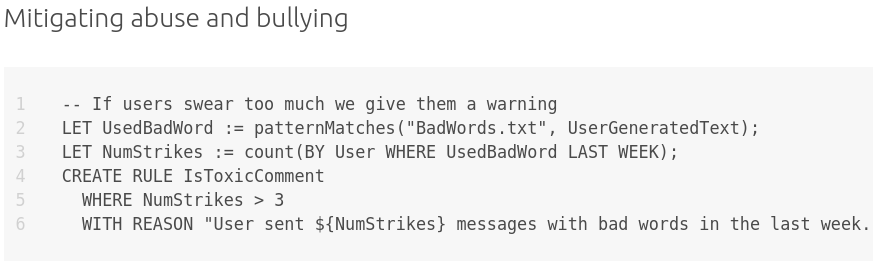 Mitigating abuse and bullying
1 -- If users swear too much we give them a warning
2 LET UsedBadWord := patternMatches("BadWords.txt", UserGeneratedText);
3 LET NumStrikes := count(BY User WHERE UsedBadWord LAST WEEK);
4 CREATE RULE IsToxicComment
5   WHERE NumStrikes > 3
6   WITH REASON "User sent ${NumStrikes} messages with bad words in the last week.